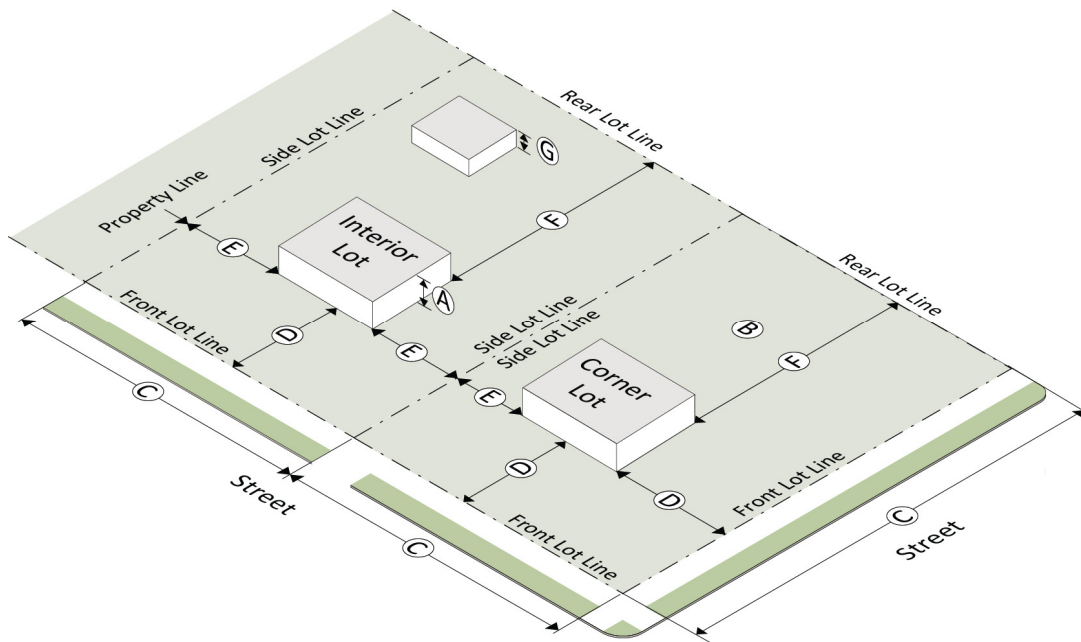 Rear Lot Line
Side Lot Line
G
Property Line
Interior
Lot
F
E
A
Rear Lot Line
Front Lot Line
D
Side Lot Line
Side Lot Line
B
E
Corner
Lot
F
E
C
D
D
Front Lot Line
Street
Front Lot Line
C
Street
C